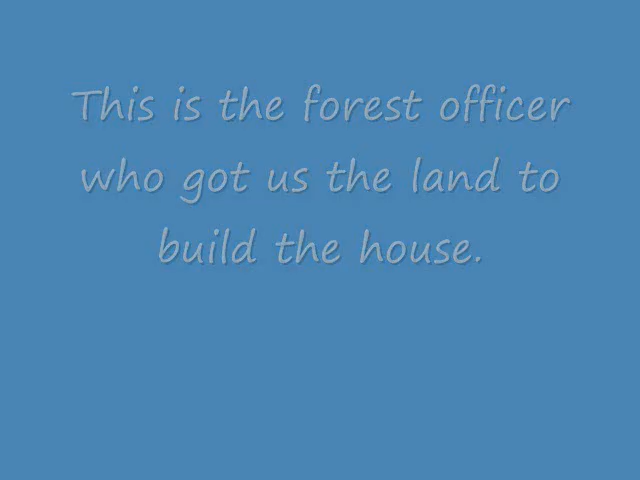 This is the forest officer
who got us the land to
build the house.